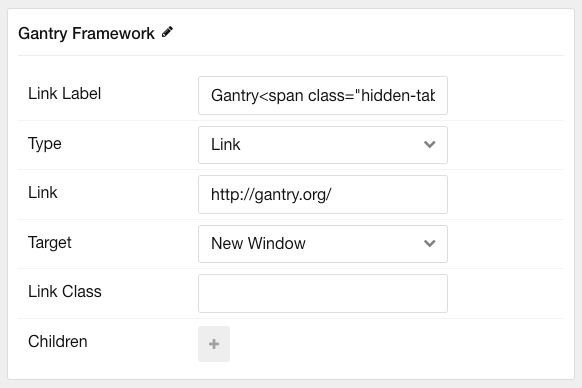 Gantry Framework
Link Label
Gantry<span class="hidden-tab
Type
Link
Link
http://gantry.org/
Target
New Window
Link Class
Children
+